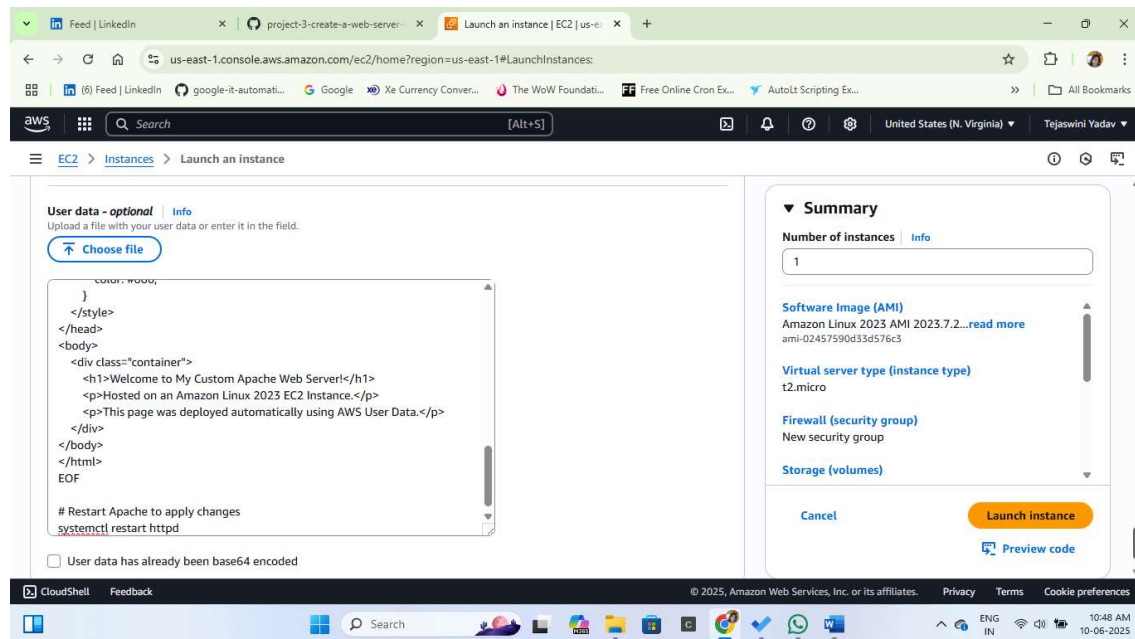 Feed | LinkedIn
project-3-create-a-web-server-
Launch an instance | EC2 | us-ea
us-east-1.console.aws.amazon.com/ec2/home?region=us-east-1#LaunchInstances:
(6) Feed | LinkedIn
google-it-automati...
Google
Xe Currency Conver...
The WoW Foundati...
FF Free Online Cron Ex...
AutoIt Scripting Ex...
»
All Bookmarks
aws
Search
[Alt+S]
United States (N. Virginia)
Tejaswini Yadav
EC2 > Instances > Launch an instance
User data - optional | Info
Upload a file with your user data or enter it in the field.
Choose file
color: #666;
}
</style>
</head>
<body>
<div class="container">
<h1>Welcome to My Custom Apache Web Server!</h1>
<p>Hosted on an Amazon Linux 2023 EC2 Instance.</p>
<p>This page was deployed automatically using AWS User Data.</p>
</div>
</body>
</html>
EOF
# Restart Apache to apply changes
systemctl restart httpd
User data has already been base64 encoded
Summary
Number of instances | Info
1
Software Image (AMI)
Amazon Linux 2023 AMI 2023.7.2...read more
ami-02457590d33d576c3
Virtual server type (instance type)
t2.micro
Firewall (security group)
New security group
Storage (volumes)
Cancel
Launch instance
Preview code
CloudShell
Feedback
© 2025, Amazon Web Services, Inc. or its affiliates.
Privacy
Terms
Cookie preferences
Search
M365
C
W
ENG
IN
10:48 AM
10-06-2025